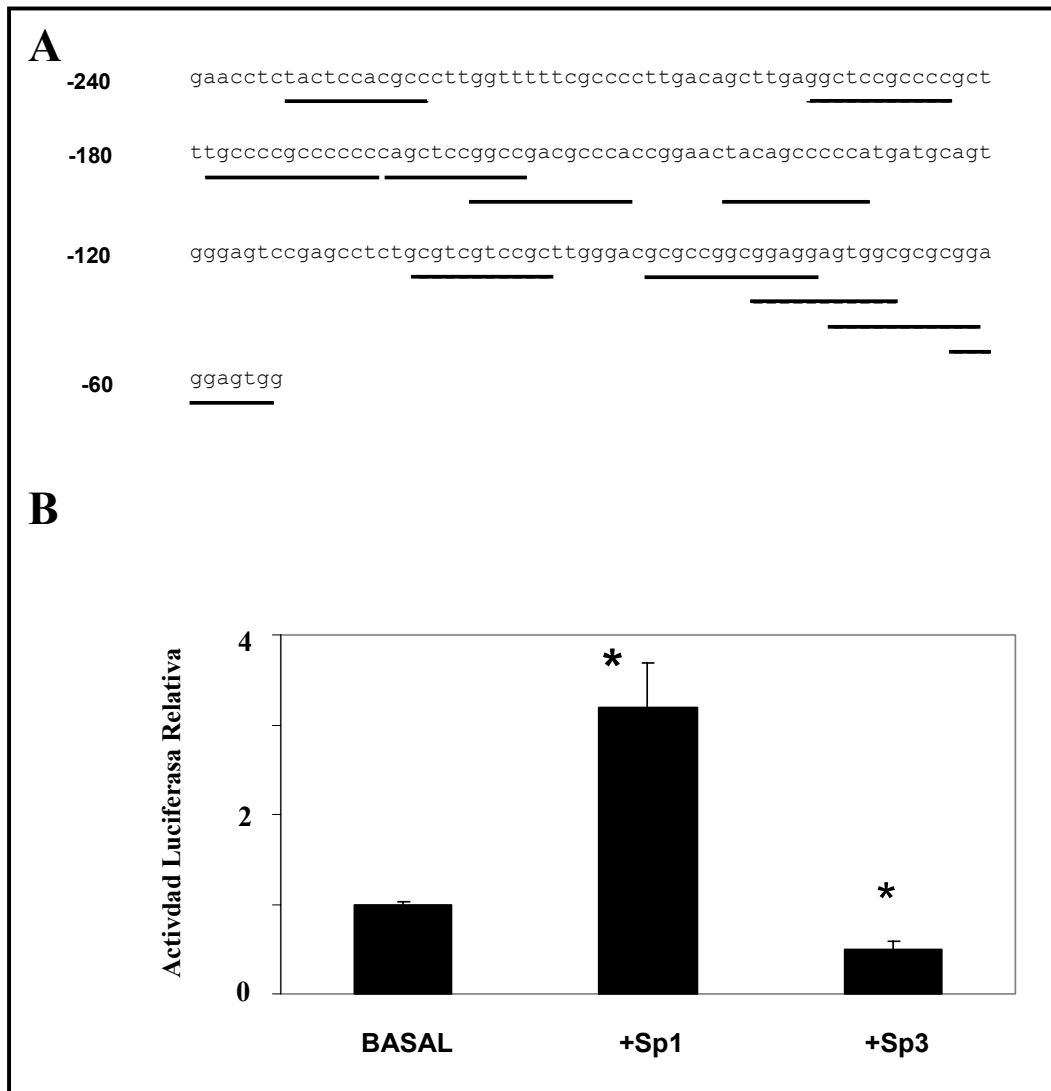 A
-240 gaacctctactccacgcccttggtttttcgccccttgacagcttgaggctccgccccgct
-180 ttgccccgcccccccagctccggccgacgcccaccggaactacagcccccatgatgcagt
-120 gggagtccgagcctctgcgtcgtccgcttgggacgcgccggcggaggagtggcgcgcgga
-60 ggagtgg
B
Activdad Luciferasa Relativa
4
*
2
*
0
BASAL +Sp1 +Sp3